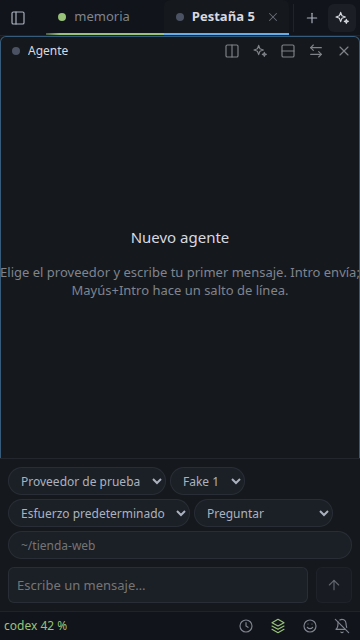 memoria
Pestaña 5
Agente
Nuevo agente
Elige el proveedor y escribe tu primer mensaje. Intro envía;
Mayús+Intro hace un salto de línea.
Proveedor de prueba
Fake 1
Esfuerzo predeterminado
Preguntar
~/tienda-web
Escribe un mensaje…
codex 42 %